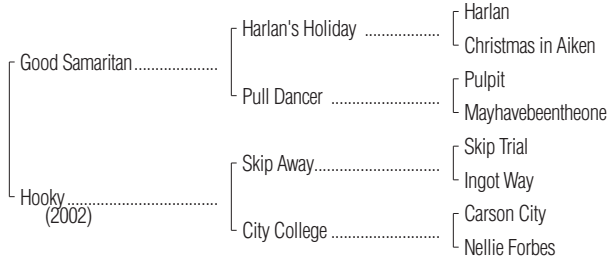 Harlan
Harlan's Holiday ..................
Christmas in Aiken
Good Samaritan....................
Pulpit
Pull Dancer ..........................
Mayhavebeentheone
Skip Trial
Skip Away..............................
Ingot Way
Hooky....................................
(2002)
Carson City
City College ..........................
Nellie Forbes